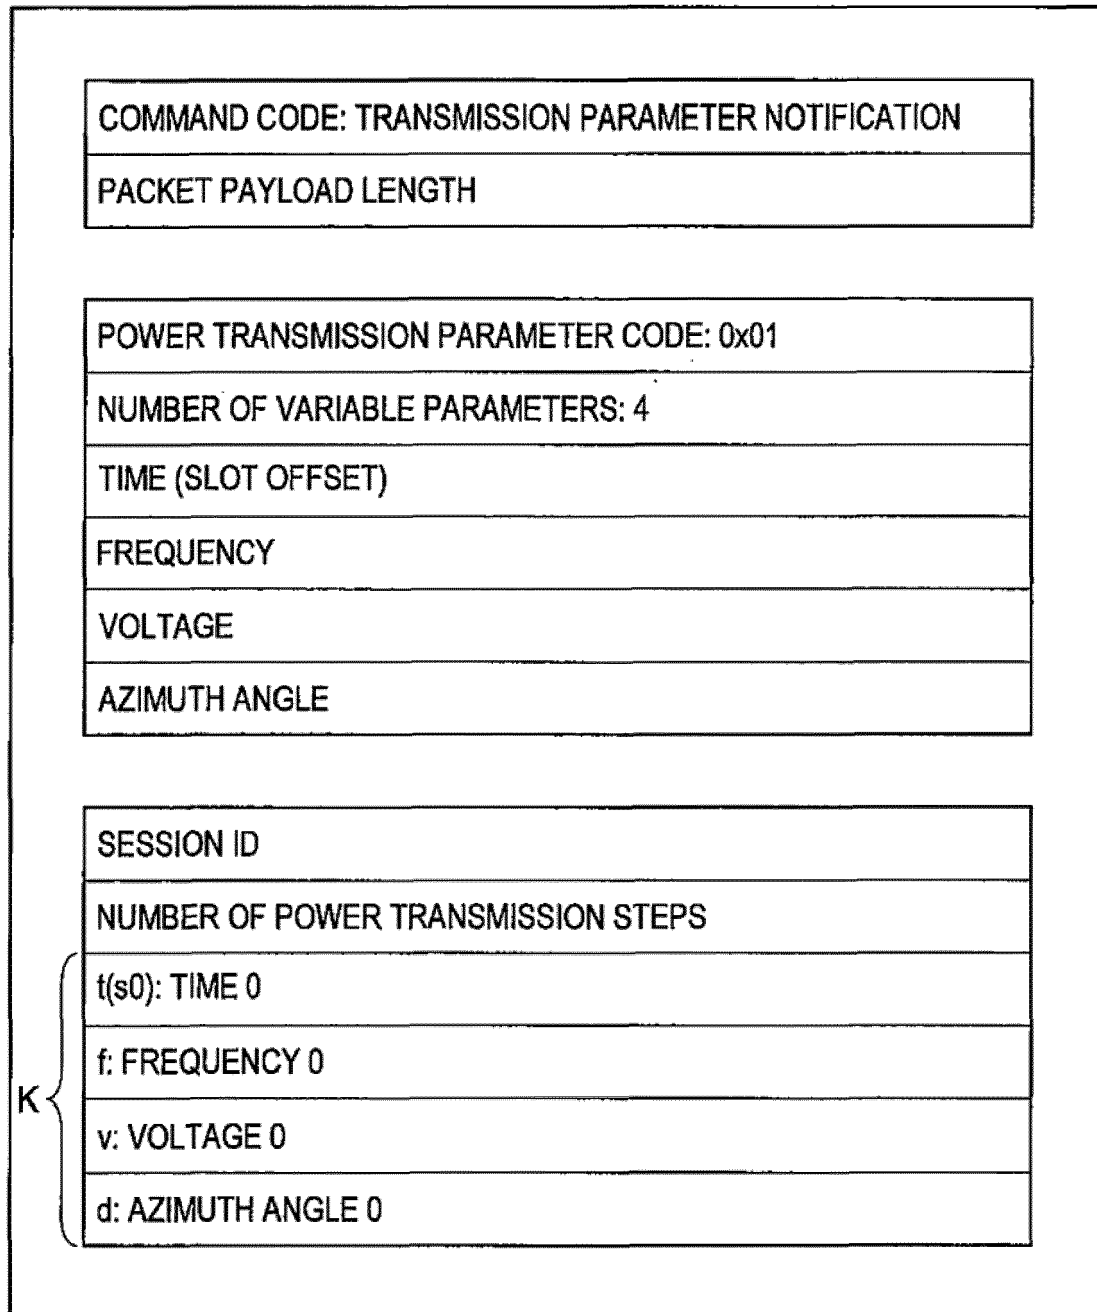 COMMAND CODE: TRANSMISSION PARAMETER NOTIFICATION
PACKET PAYLOAD LENGTH
POWER TRANSMISSION PARAMETER CODE: 0x01
NUMBER OF VARIABLE PARAMETERS: 4
TIME (SLOT OFFSET)
FREQUENCY
VOLTAGE
AZIMUTH ANGLE
SESSION ID
NUMBER OF POWER TRANSMISSION STEPS
t(s0): TIME 0
f: FREQUENCY 0
K
v: VOLTAGE 0
d: AZIMUTH ANGLE 0